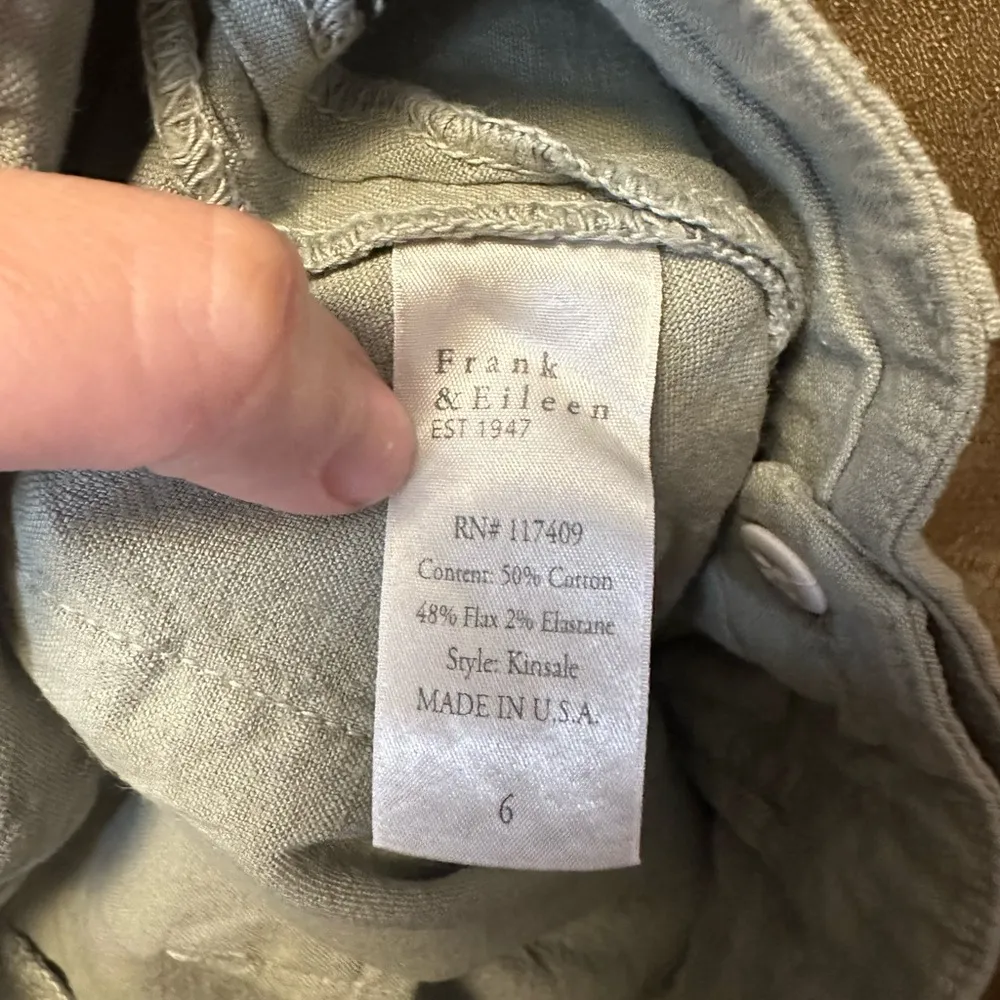 Frank
& Eileen
EST 1947
RN# 117409
Content: 50% Cotton
48% Flax 2% Elastane
Style: Kinsale
MADE IN U.S.A.
6